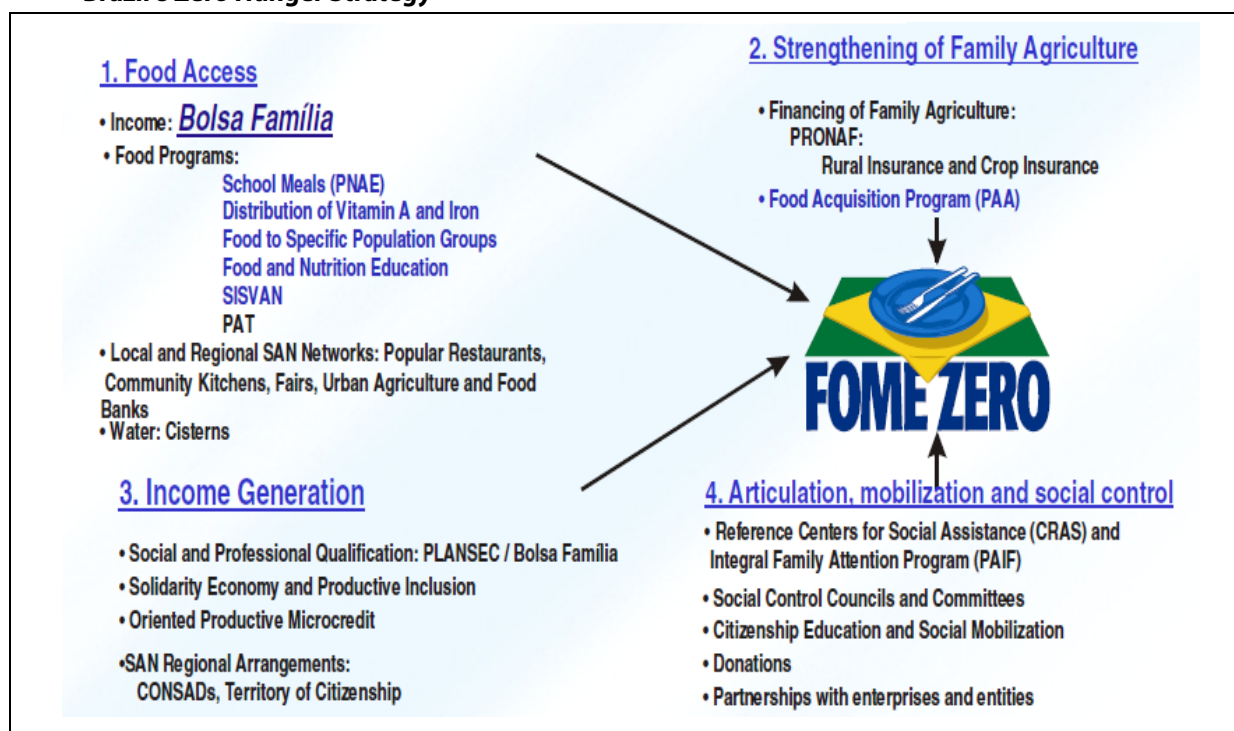 Brazil's Zero Hunger Strategy
1. Food Access
• Income: Bolsa Família
• Food Programs:
School Meals (PNAE)
Distribution of Vitamin A and Iron
Food to Specific Population Groups
Food and Nutrition Education
SISVAN
PAT
• Local and Regional SAN Networks: Popular Restaurants,
Community Kitchens, Fairs, Urban Agriculture and Food
Banks
• Water: Cisterns
2. Strengthening of Family Agriculture
• Financing of Family Agriculture:
PRONAF:
Rural Insurance and Crop Insurance
• Food Acquisition Program (PAA)
FOME ZERO
3. Income Generation
• Social and Professional Qualification: PLANSEC / Bolsa Família
• Solidarity Economy and Productive Inclusion
• Oriented Productive Microcredit
•SAN Regional Arrangements:
CONSADs, Territory of Citizenship
4. Articulation, mobilization and social control
• Reference Centers for Social Assistance (CRAS) and
Integral Family Attention Program (PAIF)
• Social Control Councils and Committees
• Citizenship Education and Social Mobilization
• Donations
• Partnerships with enterprises and entities